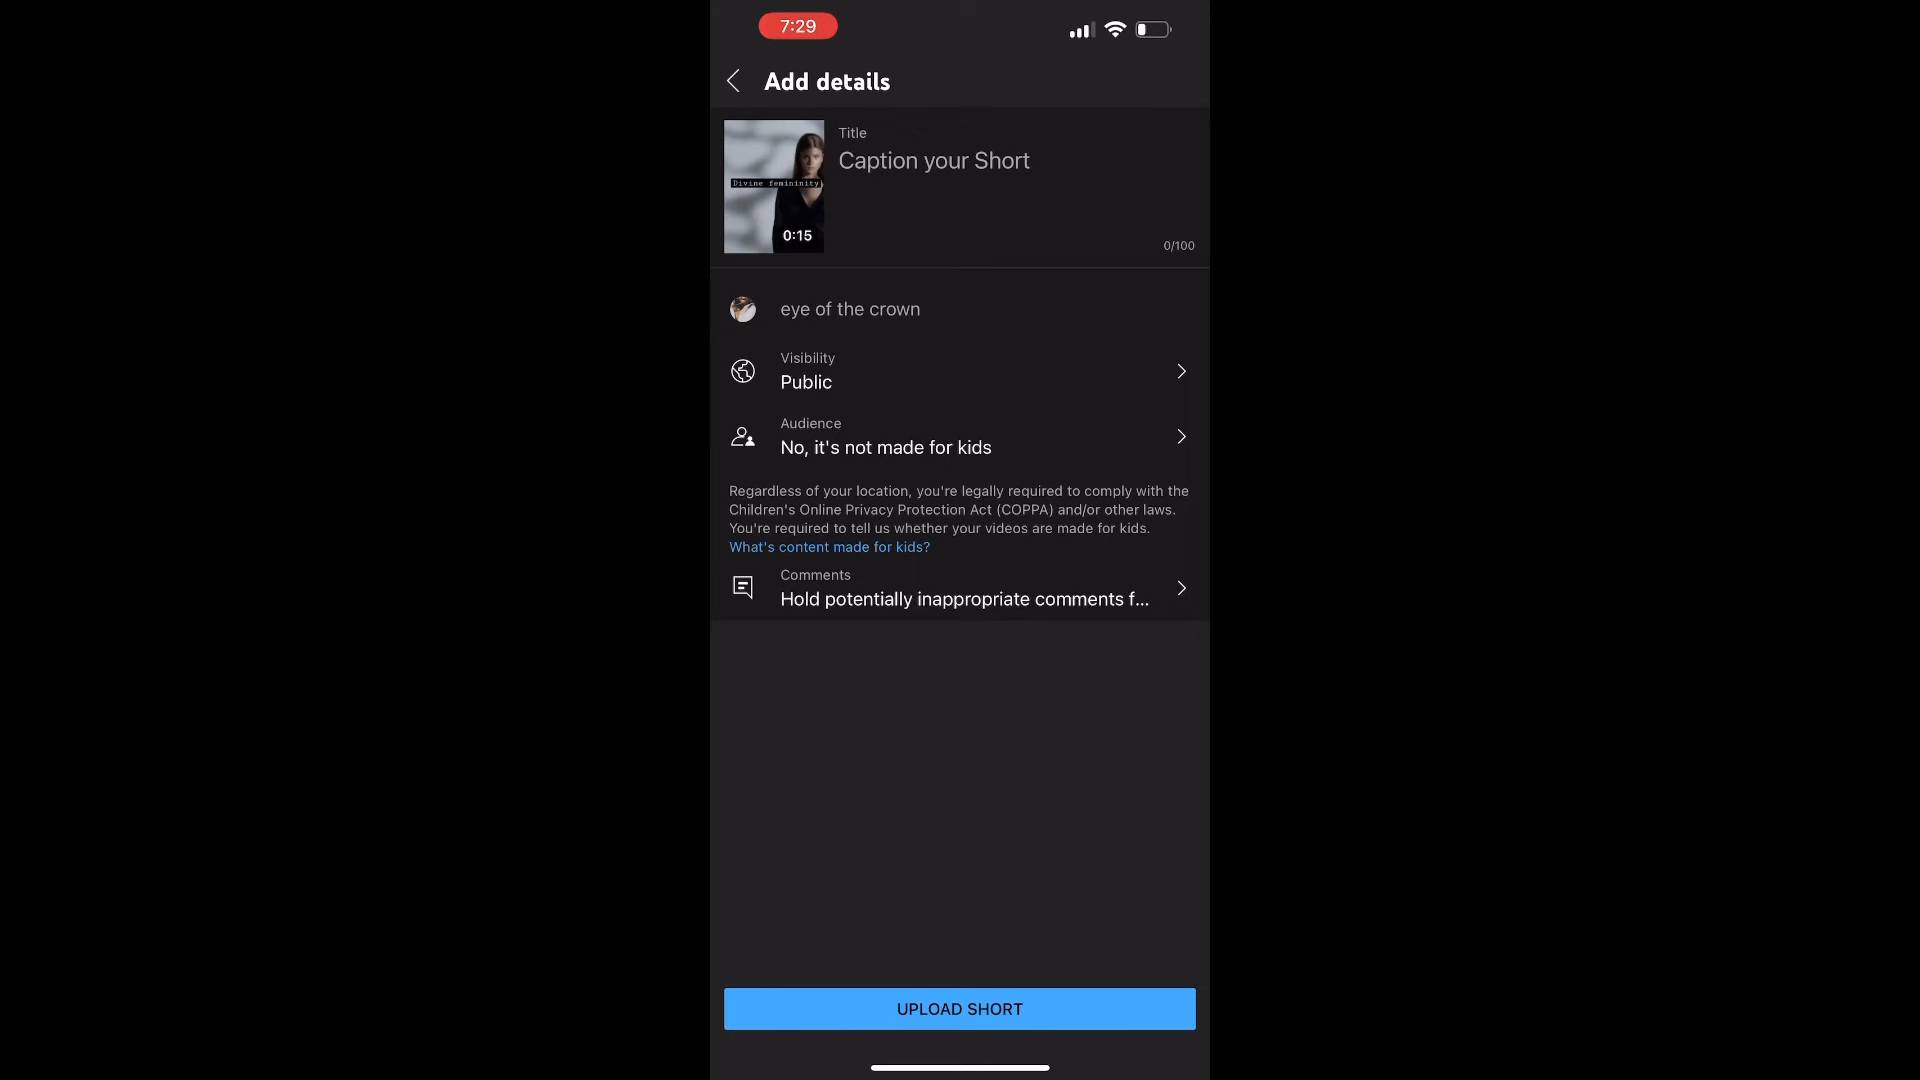 7:29
Add details
Title
Caption your Short
Divine femininity
0:15
0/100
eye of the crown
Visibility
Public
Audience
No, it's not made for kids
Regardless of your location, you're legally required to comply with the
Children's Online Privacy Protection Act (COPPA) and/or other laws.
You're required to tell us whether your videos are made for kids.
What's content made for kids?
Comments
Hold potentially inappropriate comments f...
UPLOAD SHORT